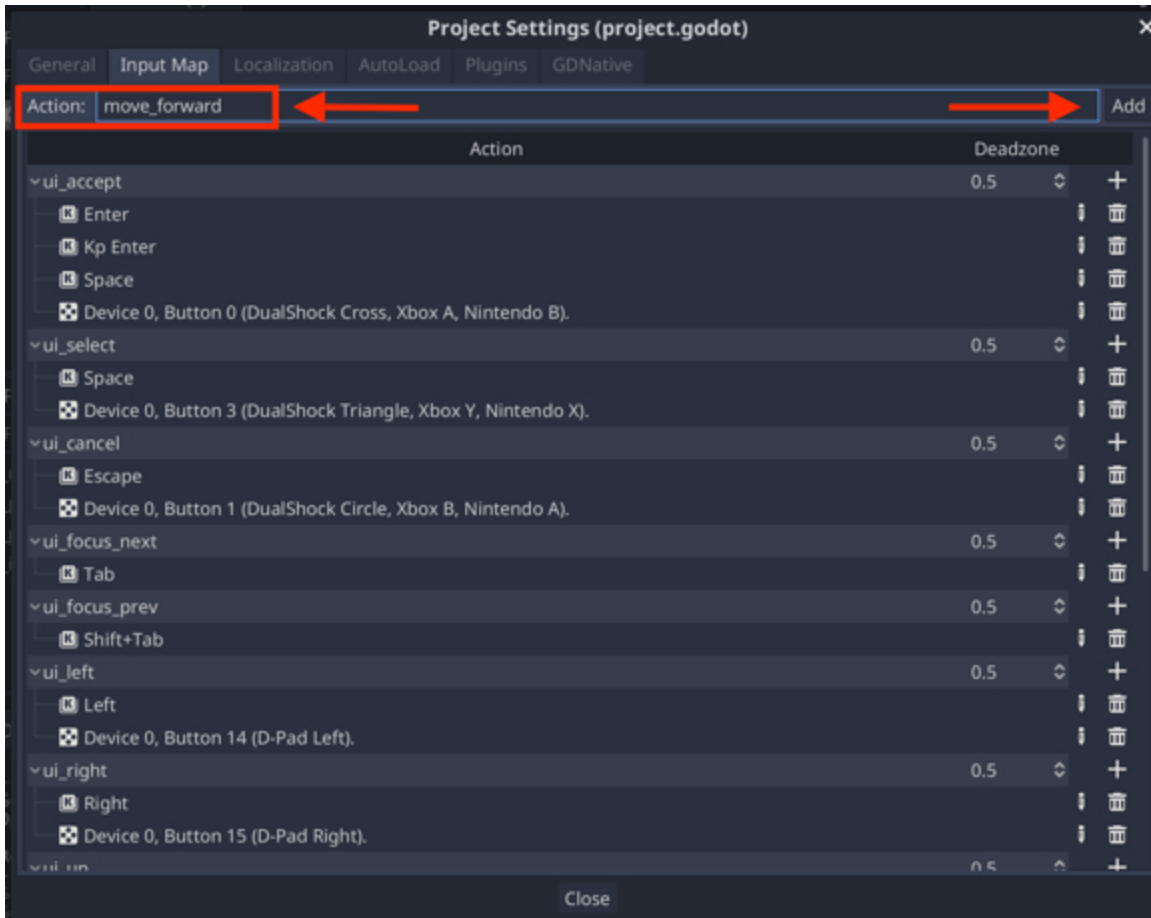 Project Settings (project.godot)
General Input Map Localization AutoLoad Plugins GDNative
Action: move_forward Add
Action Deadzone
ui_accept 0.5
Enter
Kp Enter
Space
Device 0, Button 0 (DualShock Cross, Xbox A, Nintendo B).
ui_select 0.5
Space
Device 0, Button 3 (DualShock Triangle, Xbox Y, Nintendo X).
ui_cancel 0.5
Escape
Device 0, Button 1 (DualShock Circle, Xbox B, Nintendo A).
ui_focus_next 0.5
Tab
ui_focus_prev 0.5
Shift+Tab
ui_left 0.5
Left
Device 0, Button 14 (D-Pad Left).
ui_right 0.5
Right
Device 0, Button 15 (D-Pad Right).
ui_up 0.5
Close